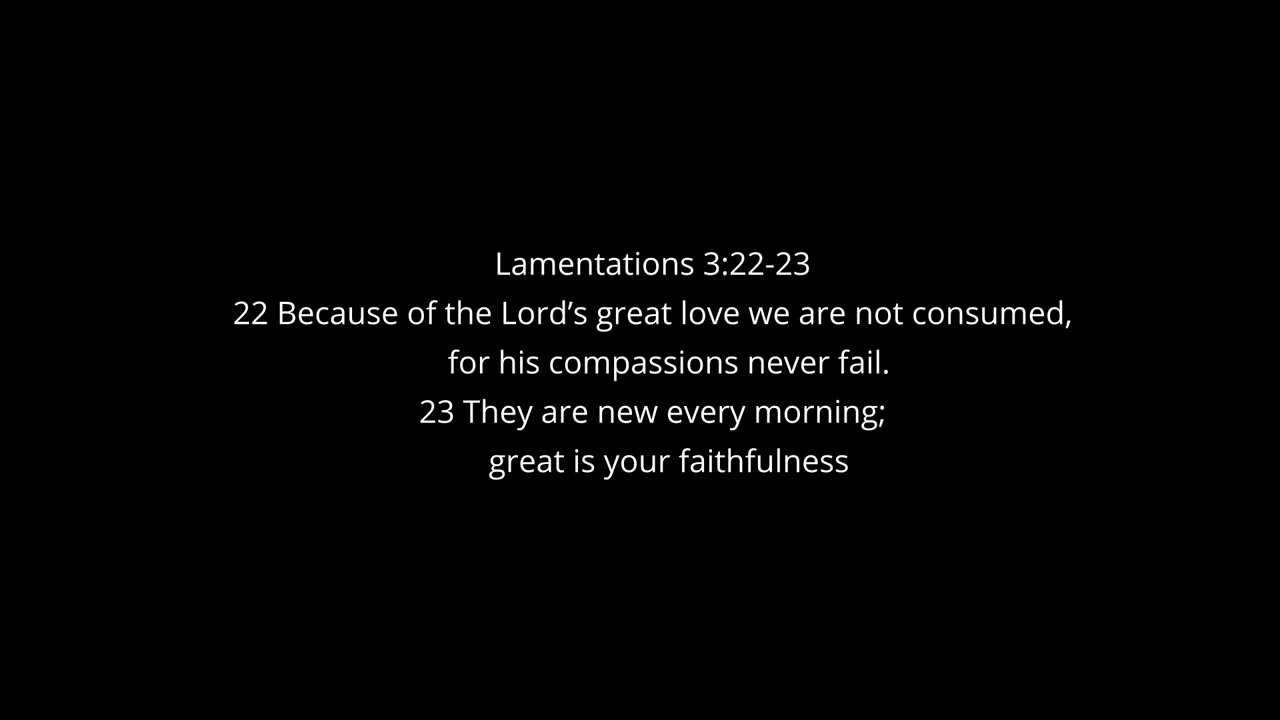 Lamentations 3:22-23
22 Because of the Lord’s great love we are not consumed,
for his compassions never fail.
23 They are new every morning;
great is your faithfulness